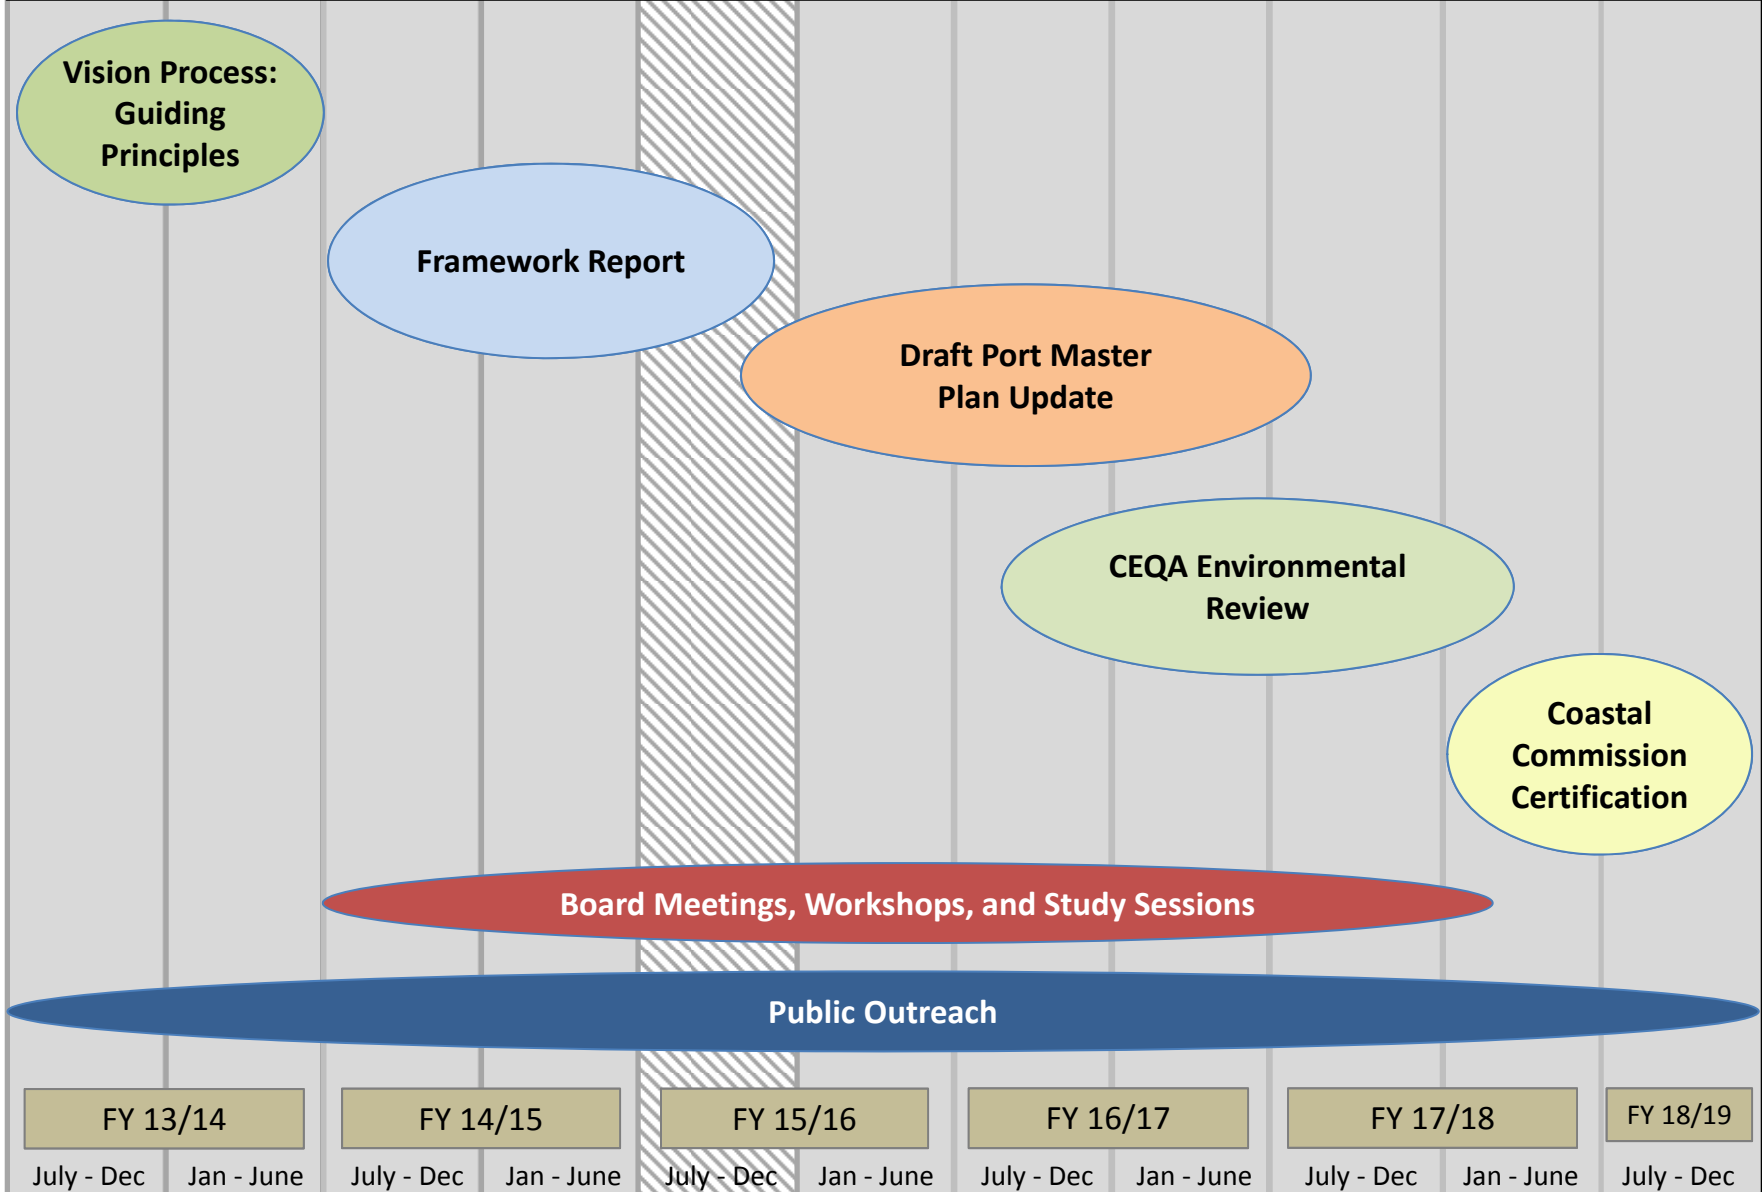 Vision Process:
Guiding
Principles
Framework Report
Draft Port Master
Plan Update
CEQA Environmental
Review
Coastal
Commission
Certification
Board Meetings, Workshops, and Study Sessions
Public Outreach
FY 13/14
FY 14/15
FY 15/16
FY 16/17
FY 17/18
FY 18/19
July - Dec
Jan - June
July - Dec
Jan - June
July - Dec
Jan - June
July - Dec
Jan - June
July - Dec
Jan - June
July - Dec